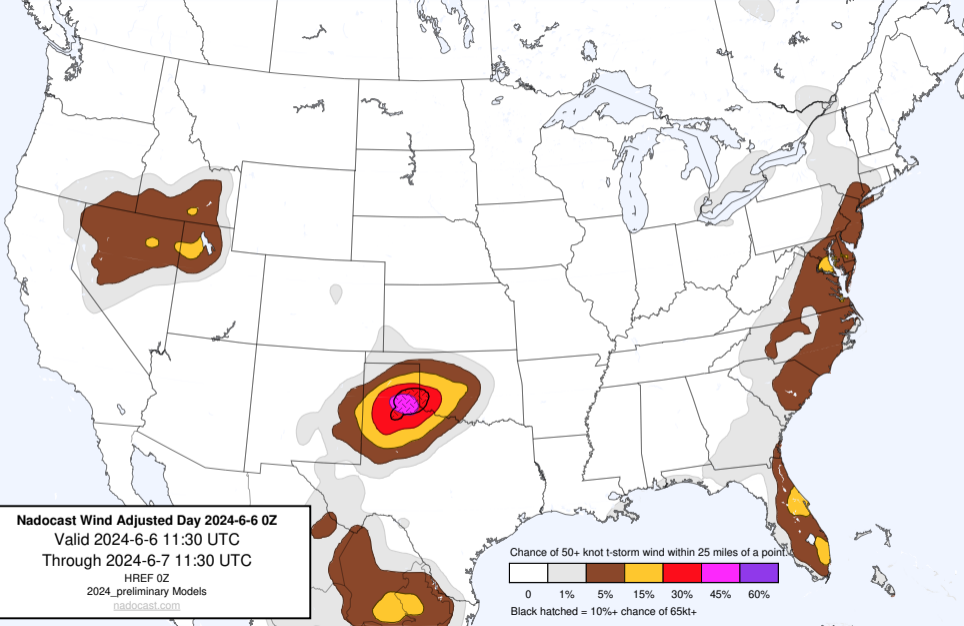 Nadocast Wind Adjusted Day 2024-6-6 0Z
Valid 2024-6-6 11:30 UTC
Through 2024-6-7 11:30 UTC
HREF 0Z
2024_preliminary Models
nadocast.com
Chance of 50+ knot t-storm wind within 25 miles of a point.
0 1% 5% 15% 30% 45% 60%
Black hatched = 10%+ chance of 65kt+